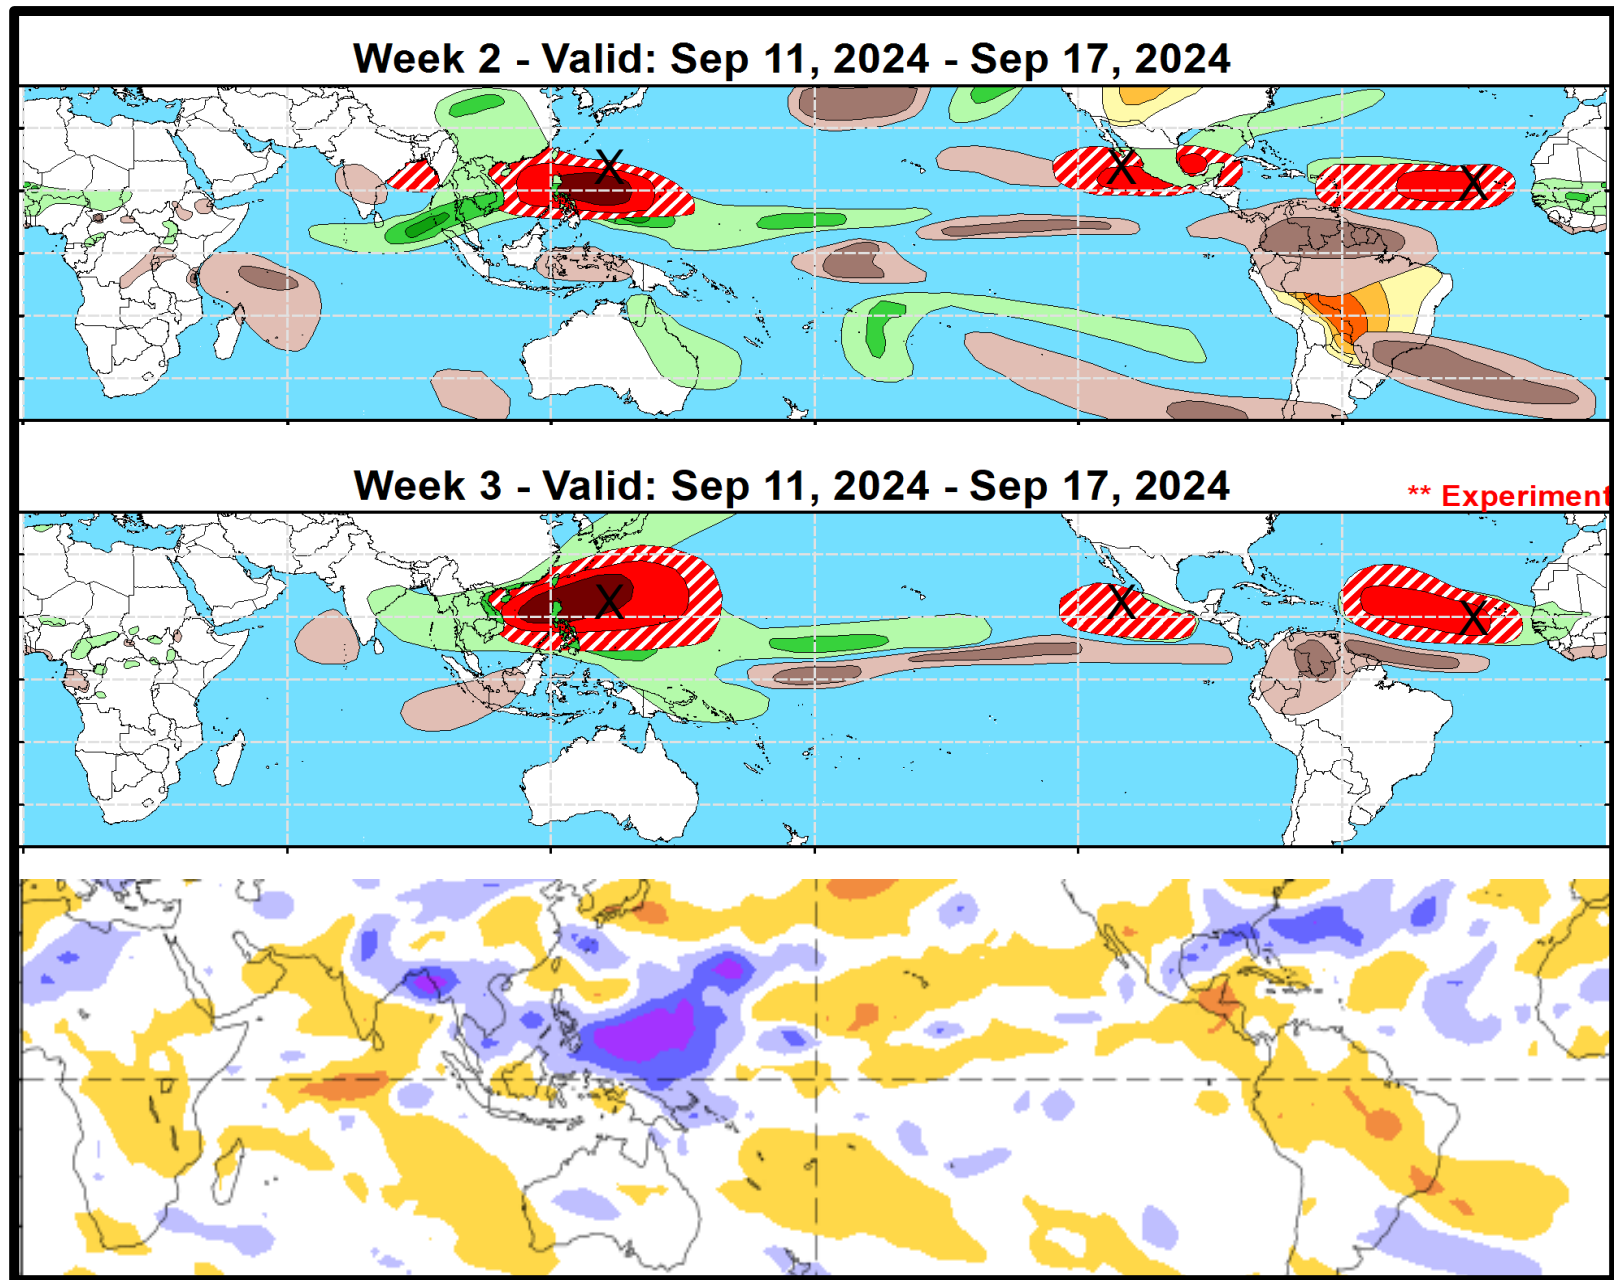 Week 2 - Valid: Sep 11, 2024 - Sep 17, 2024
X
X
X
Week 3 - Valid: Sep 11, 2024 - Sep 17, 2024
** Experiment
X
X
X